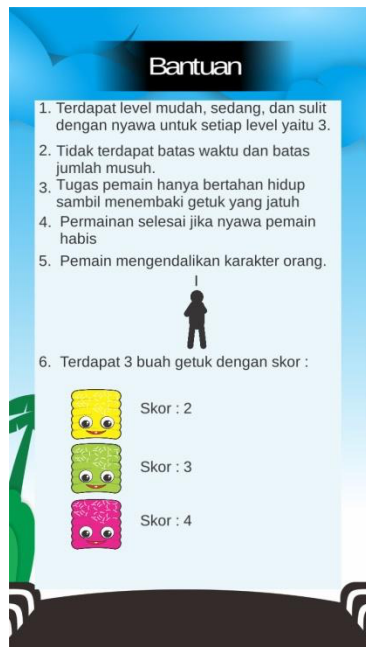 Bantuan
1. Terdapat level mudah, sedang, dan sulit
dengan nyawa untuk setiap level yaitu 3.
2. Tidak terdapat batas waktu dan batas
jumlah musuh.
3. Tugas pemain hanya bertahan hidup
sambil menembaki getuk yang jatuh
4. Permainan selesai jika nyawa pemain
habis
5. Pemain mengendalikan karakter orang.
6. Terdapat 3 buah getuk dengan skor :
Skor : 2
Skor : 3
Skor : 4